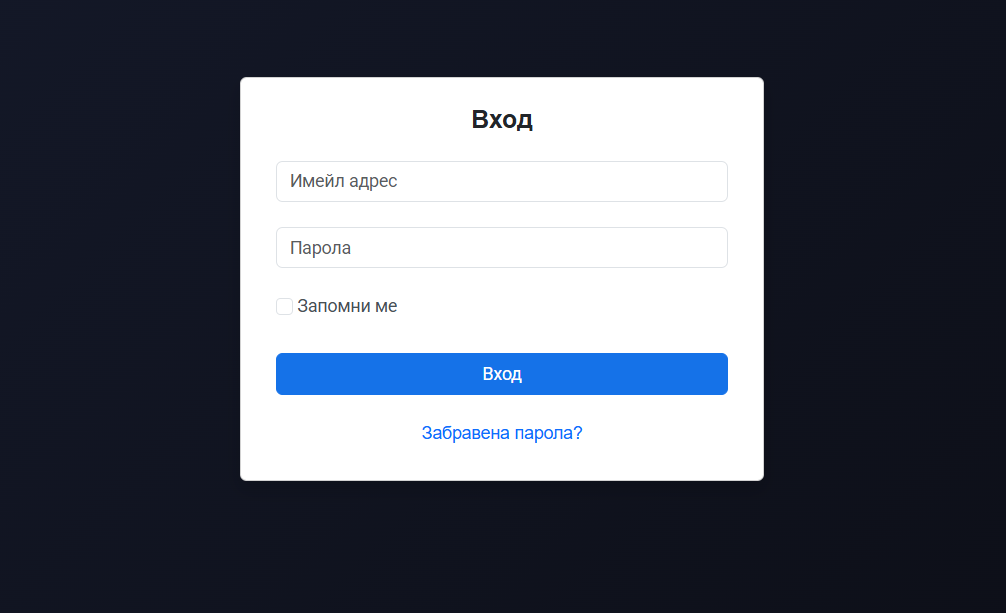 Вход
Имейл адрес
Парола
Запомни ме
Вход
Забравена парола?